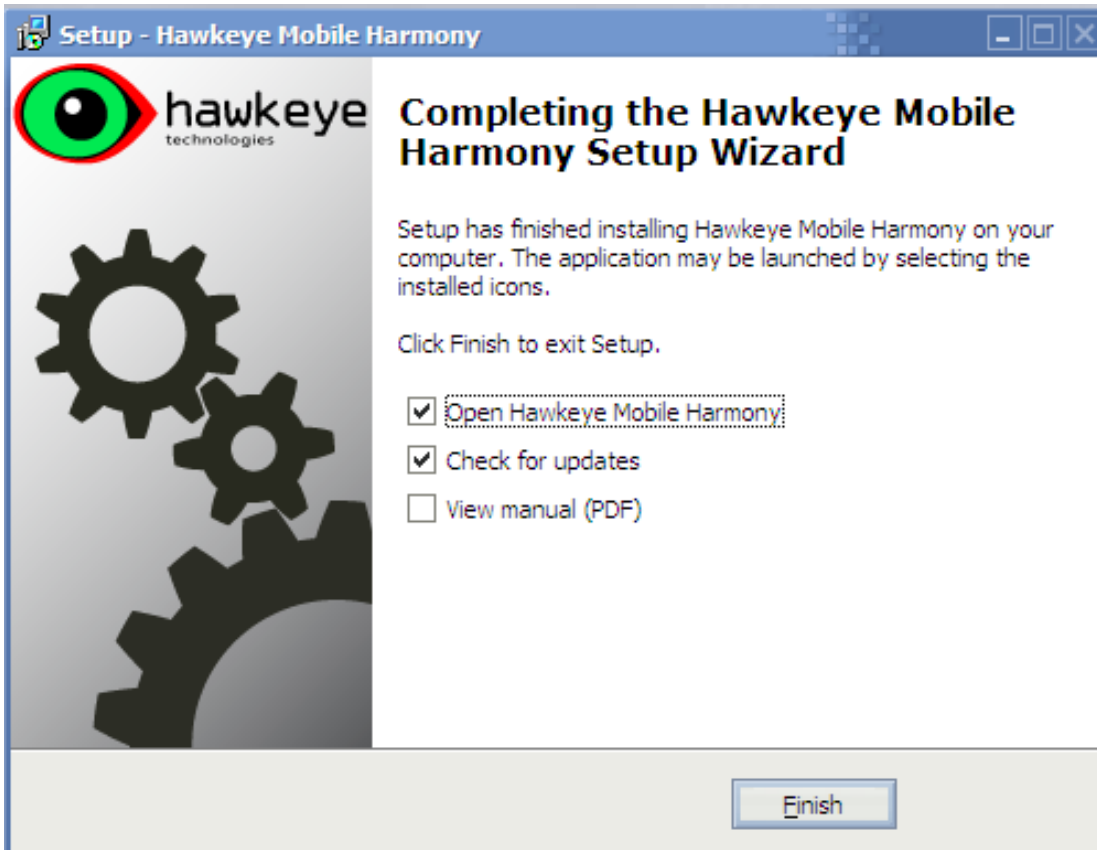 Setup - Hawkeye Mobile Harmony
hawkeye
technologies
Completing the Hawkeye Mobile
Harmony Setup Wizard
Setup has finished installing Hawkeye Mobile Harmony on your
computer. The application may be launched by selecting the
installed icons.
Click Finish to exit Setup.
Open Hawkeye Mobile Harmony
Check for updates
View manual (PDF)
Finish